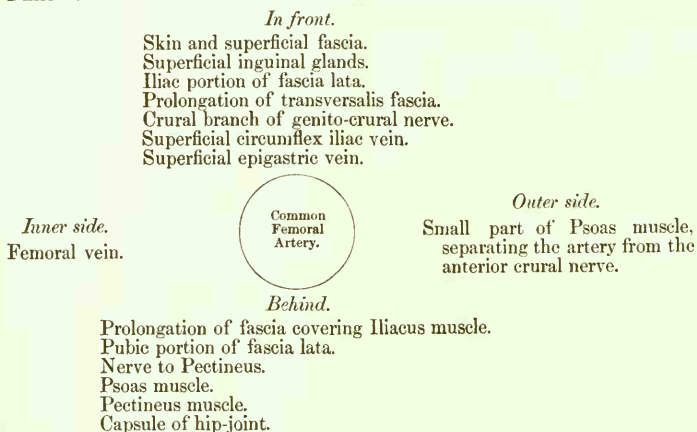 In front.
Skin and superficial fascia.
Superficial inguinal glands.
Iliac portion of fascia lata.
Prolongation of transversalis fascia.
Crural branch of genito-crural nerve.
Superficial circumflex iliac vein.
Superficial epigastric vein.
Inner side.
Femoral vein.
Common
Femoral
Artery.
Outer side.
Small part of Psoas muscle,
separating the artery from the
anterior crural nerve.
Behind.
Prolongation of fascia covering Iliacus muscle.
Pubic portion of fascia lata.
Nerve to Pectineus.
Psoas muscle.
Pectineus muscle.
Capsule of hip-joint.